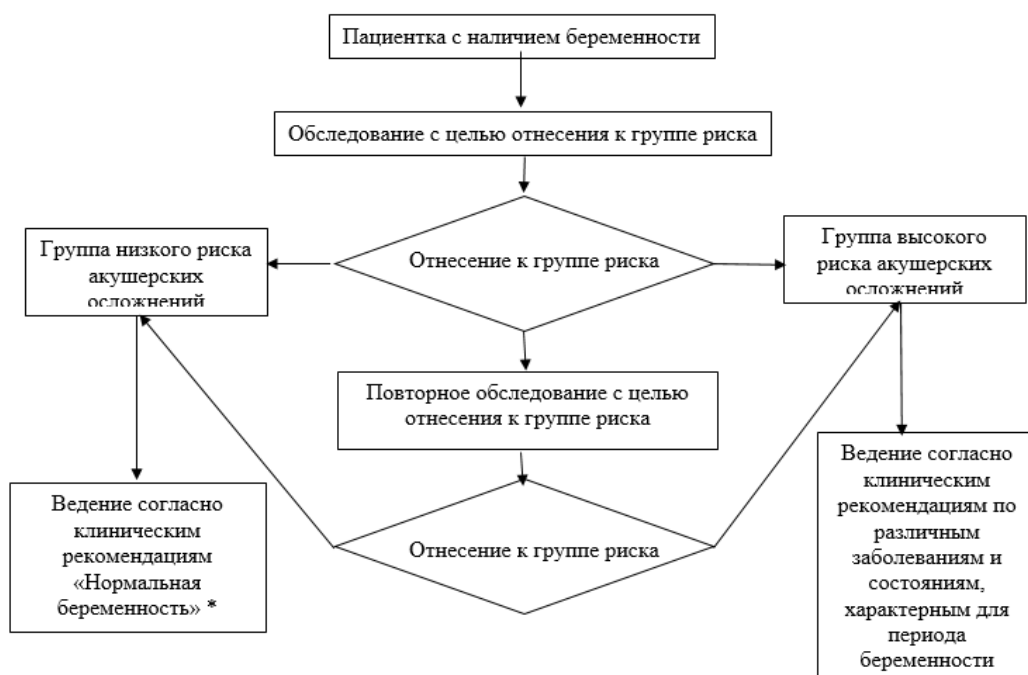 Пациентка с наличием беременности
Обследование с целью отнесения к группе риска
Группа низкого риска
акушерских
осложнений
Отнесение к группе риска
Группа высокого
риска акушерских
осложнений
Повторное обследование с целью
отнесения к группе риска
Ведение согласно
клиническим
рекомендациям
«Нормальная
беременность» *
Отнесение к группе риска
Ведение согласно
клиническим
рекомендациям по
различным
заболеваниям и
состояниям,
характерным для
периода
беременности